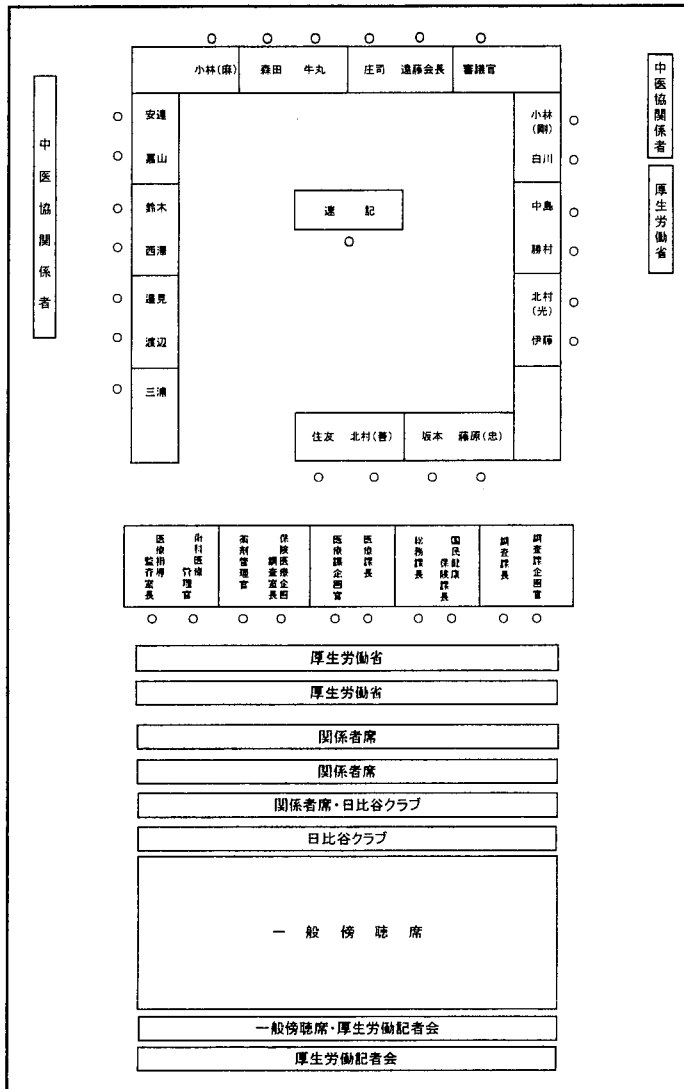 小林(麻) 森田 牛丸 庄司 遠藤会長 審議官
中医協関係者
安達
嘉山
鈴木
西澤
邉見
渡辺
三浦
速記
小林(剛)
白川
中島
勝村
北村(光)
伊藤
中医協関係者
厚生労働省
住友 北村(善) 坂本 藤原(忠)
医療指導監査室長
歯科医療管理官
薬剤管理官
保険医療企画調査室長
医療課企画官
医療課長
総務課長
国民健康保険課長
調査課長
調査課企画官
厚生労働省
厚生労働省
関係者席
関係者席
関係者席・日比谷クラブ
日比谷クラブ
一般傍聴席
一般傍聴席・厚生労働記者会
厚生労働記者会